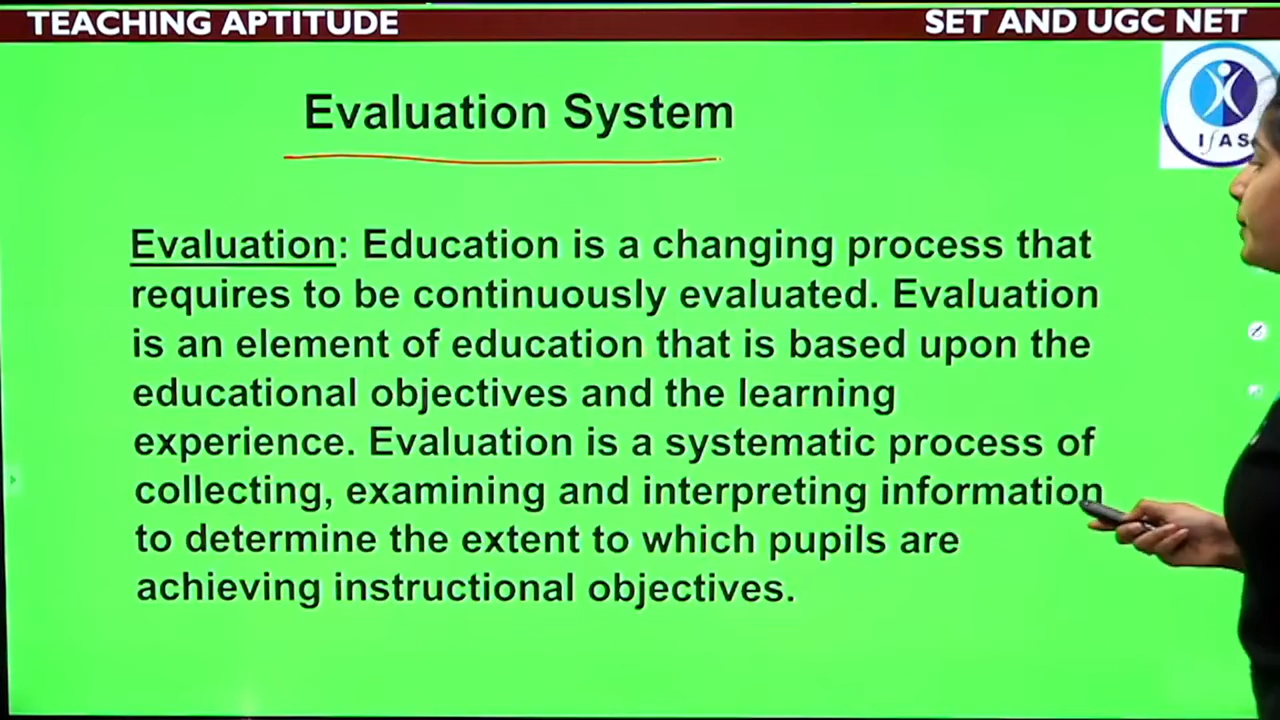 TEACHING APTITUDE
SET AND UGC NET
IfAS
Evaluation System
Evaluation: Education is a changing process that
requires to be continuously evaluated. Evaluation
is an element of education that is based upon the
educational objectives and the learning
experience. Evaluation is a systematic process of
collecting, examining and interpreting information
to determine the extent to which pupils are
achieving instructional objectives.